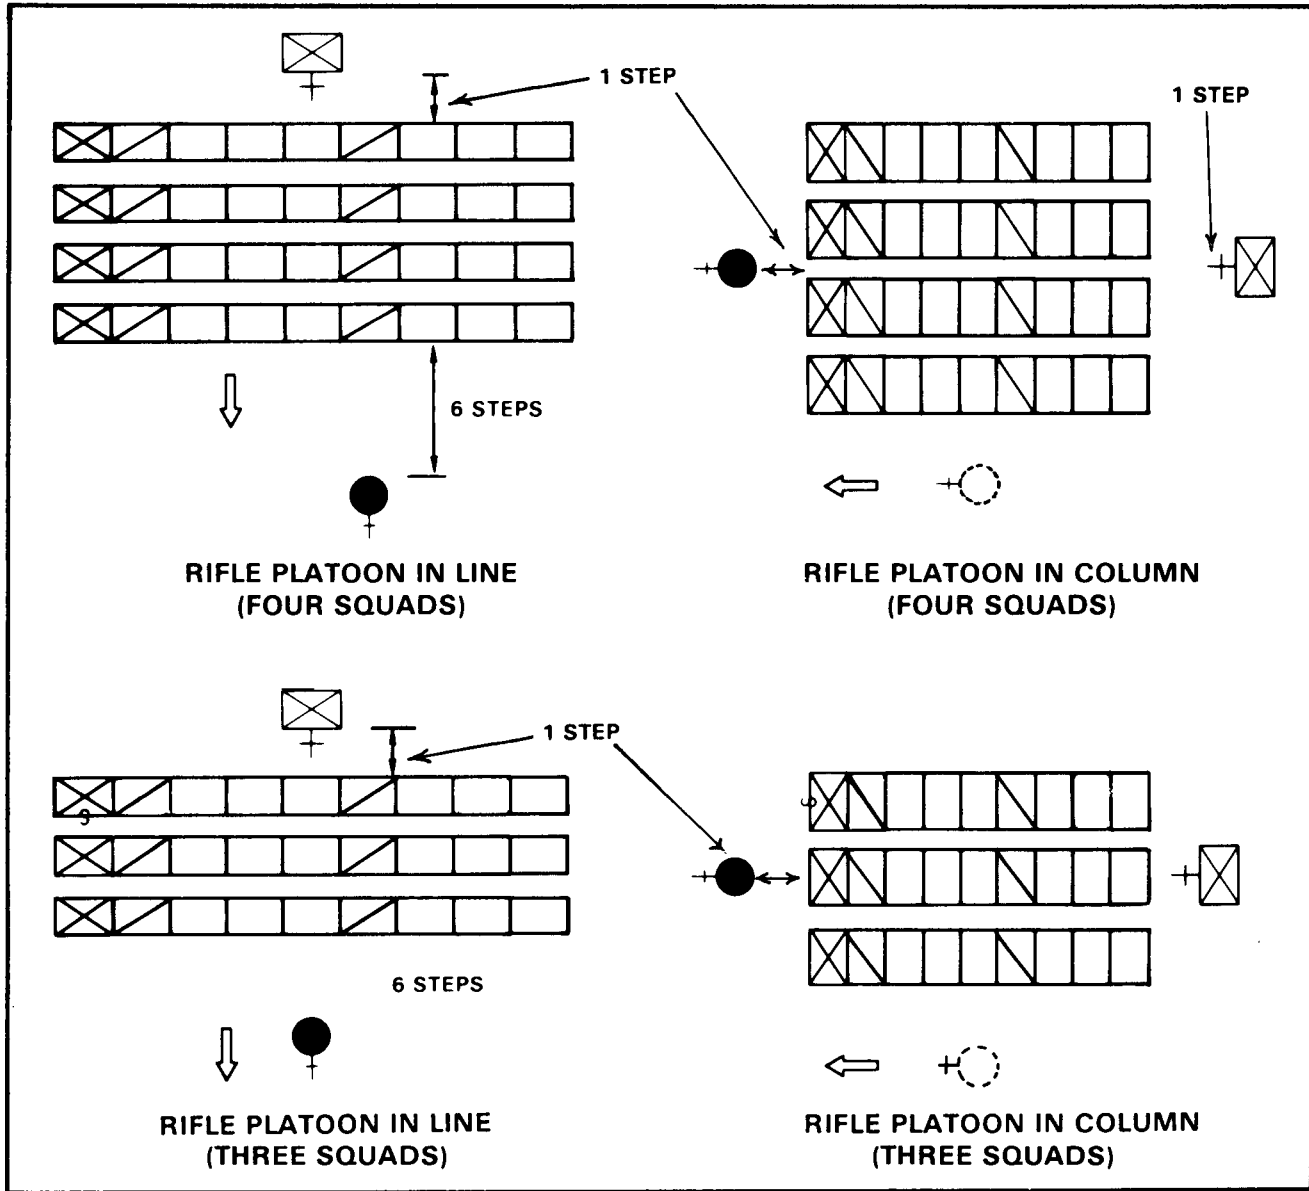 1 STEP
1 STEP
6 STEPS
RIFLE PLATOON IN LINE
(FOUR SQUADS)
RIFLE PLATOON IN COLUMN
(FOUR SQUADS)
1 STEP
6 STEPS
RIFLE PLATOON IN LINE
(THREE SQUADS)
RIFLE PLATOON IN COLUMN
(THREE SQUADS)